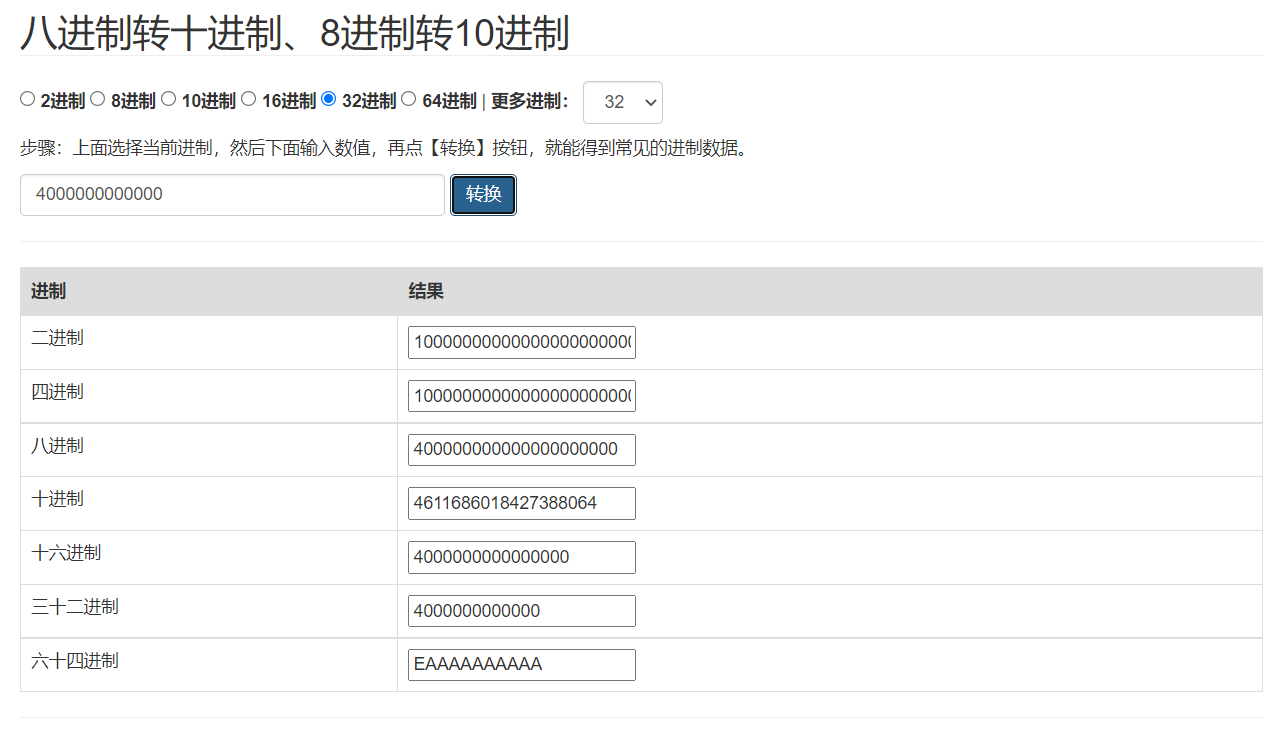 八进制转十进制、8进制转10进制
2进制 8进制 10进制 16进制 32进制 64进制 | 更多进制： 32
步骤：上面选择当前进制，然后下面输入数值，再点【转换】按钮，就能得到常见的进制数据。
4000000000000 转换
进制 结果
二进制 10000000000000000000000
四进制 10000000000000000000000
八进制 400000000000000000000
十进制 4611686018427388064
十六进制 4000000000000000
三十二进制 4000000000000
六十四进制 EAAAAAAAAAA